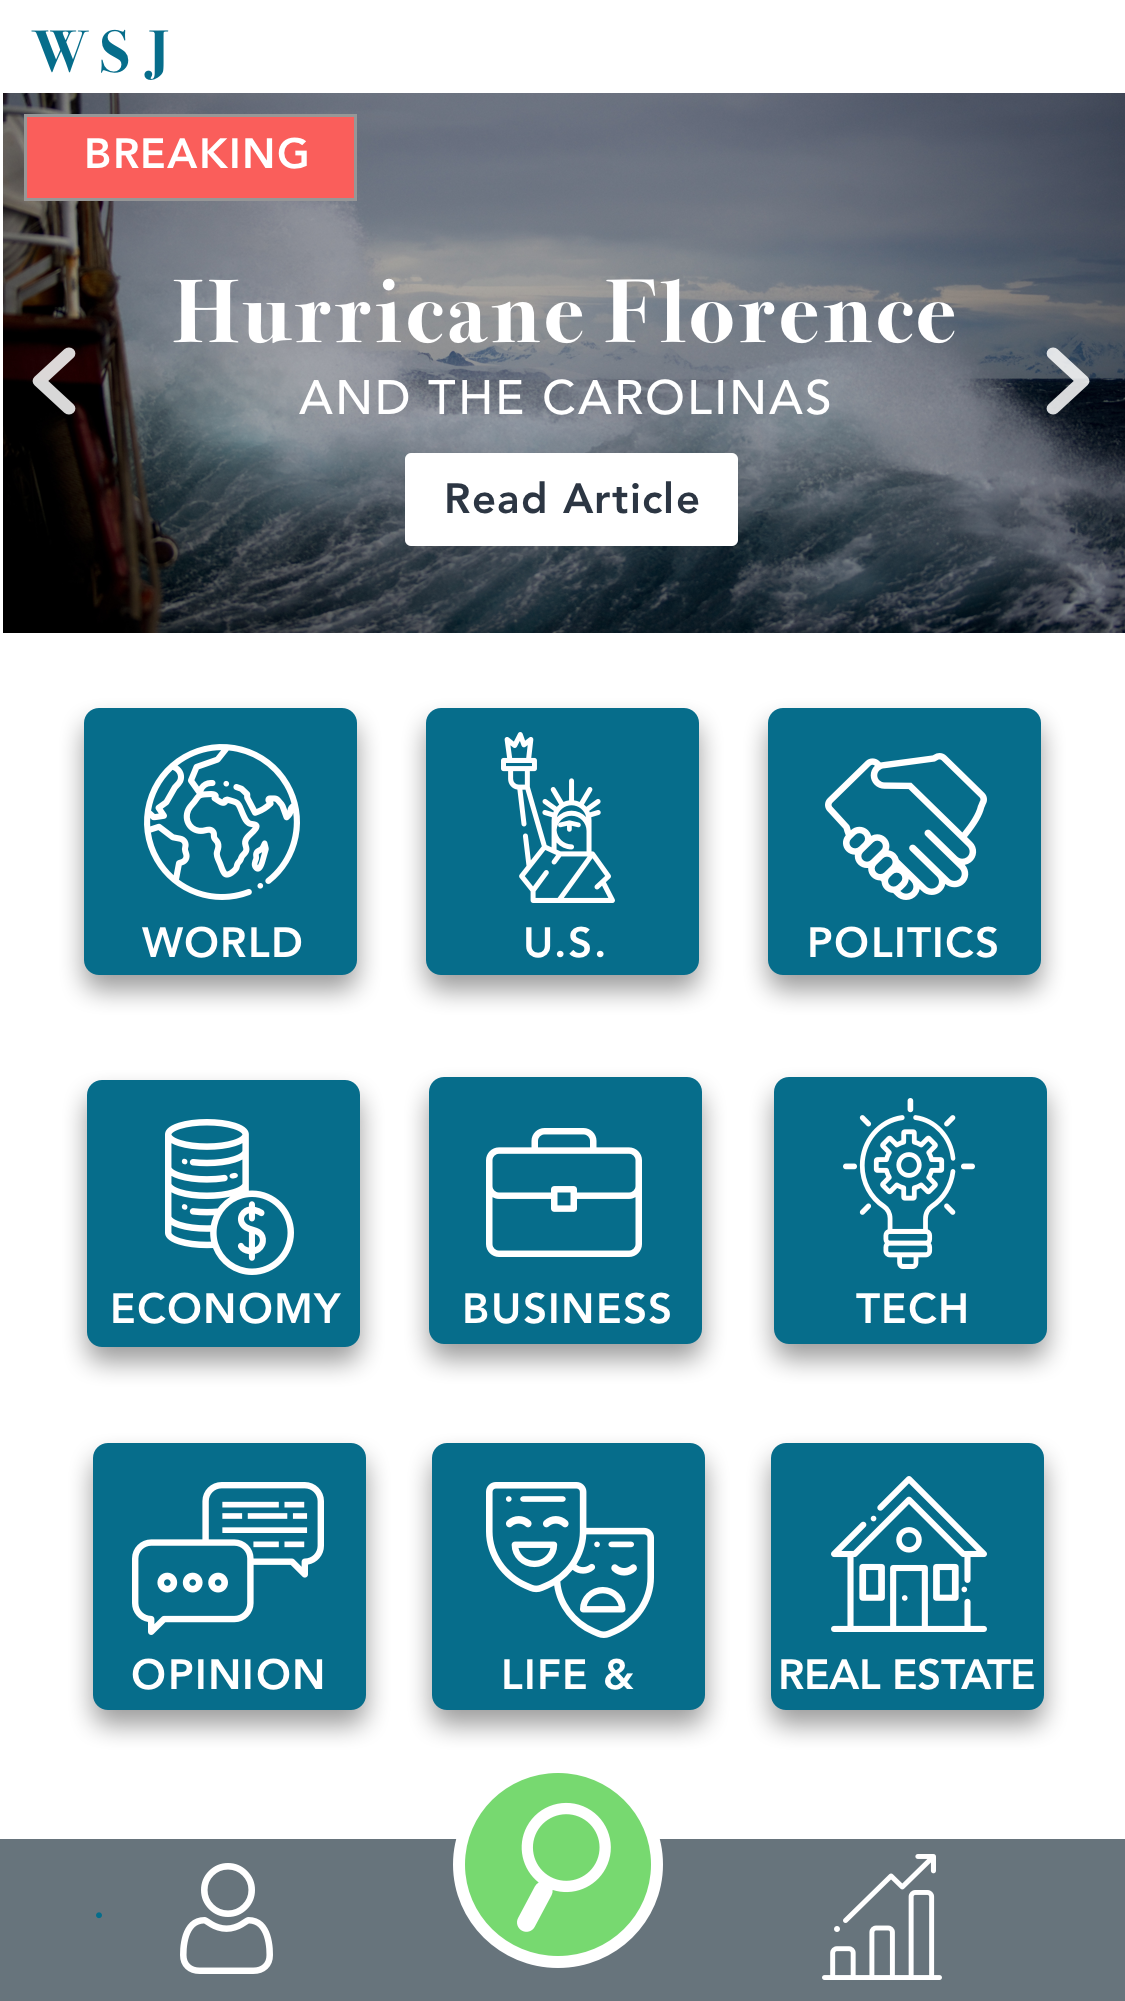 WSJ
BREAKING
Hurricane Florence
AND THE CAROLINAS
Read Article
WORLD
U.S.
POLITICS
$
ECONOMY
BUSINESS
TECH
OPINION
LIFE &
REAL ESTATE